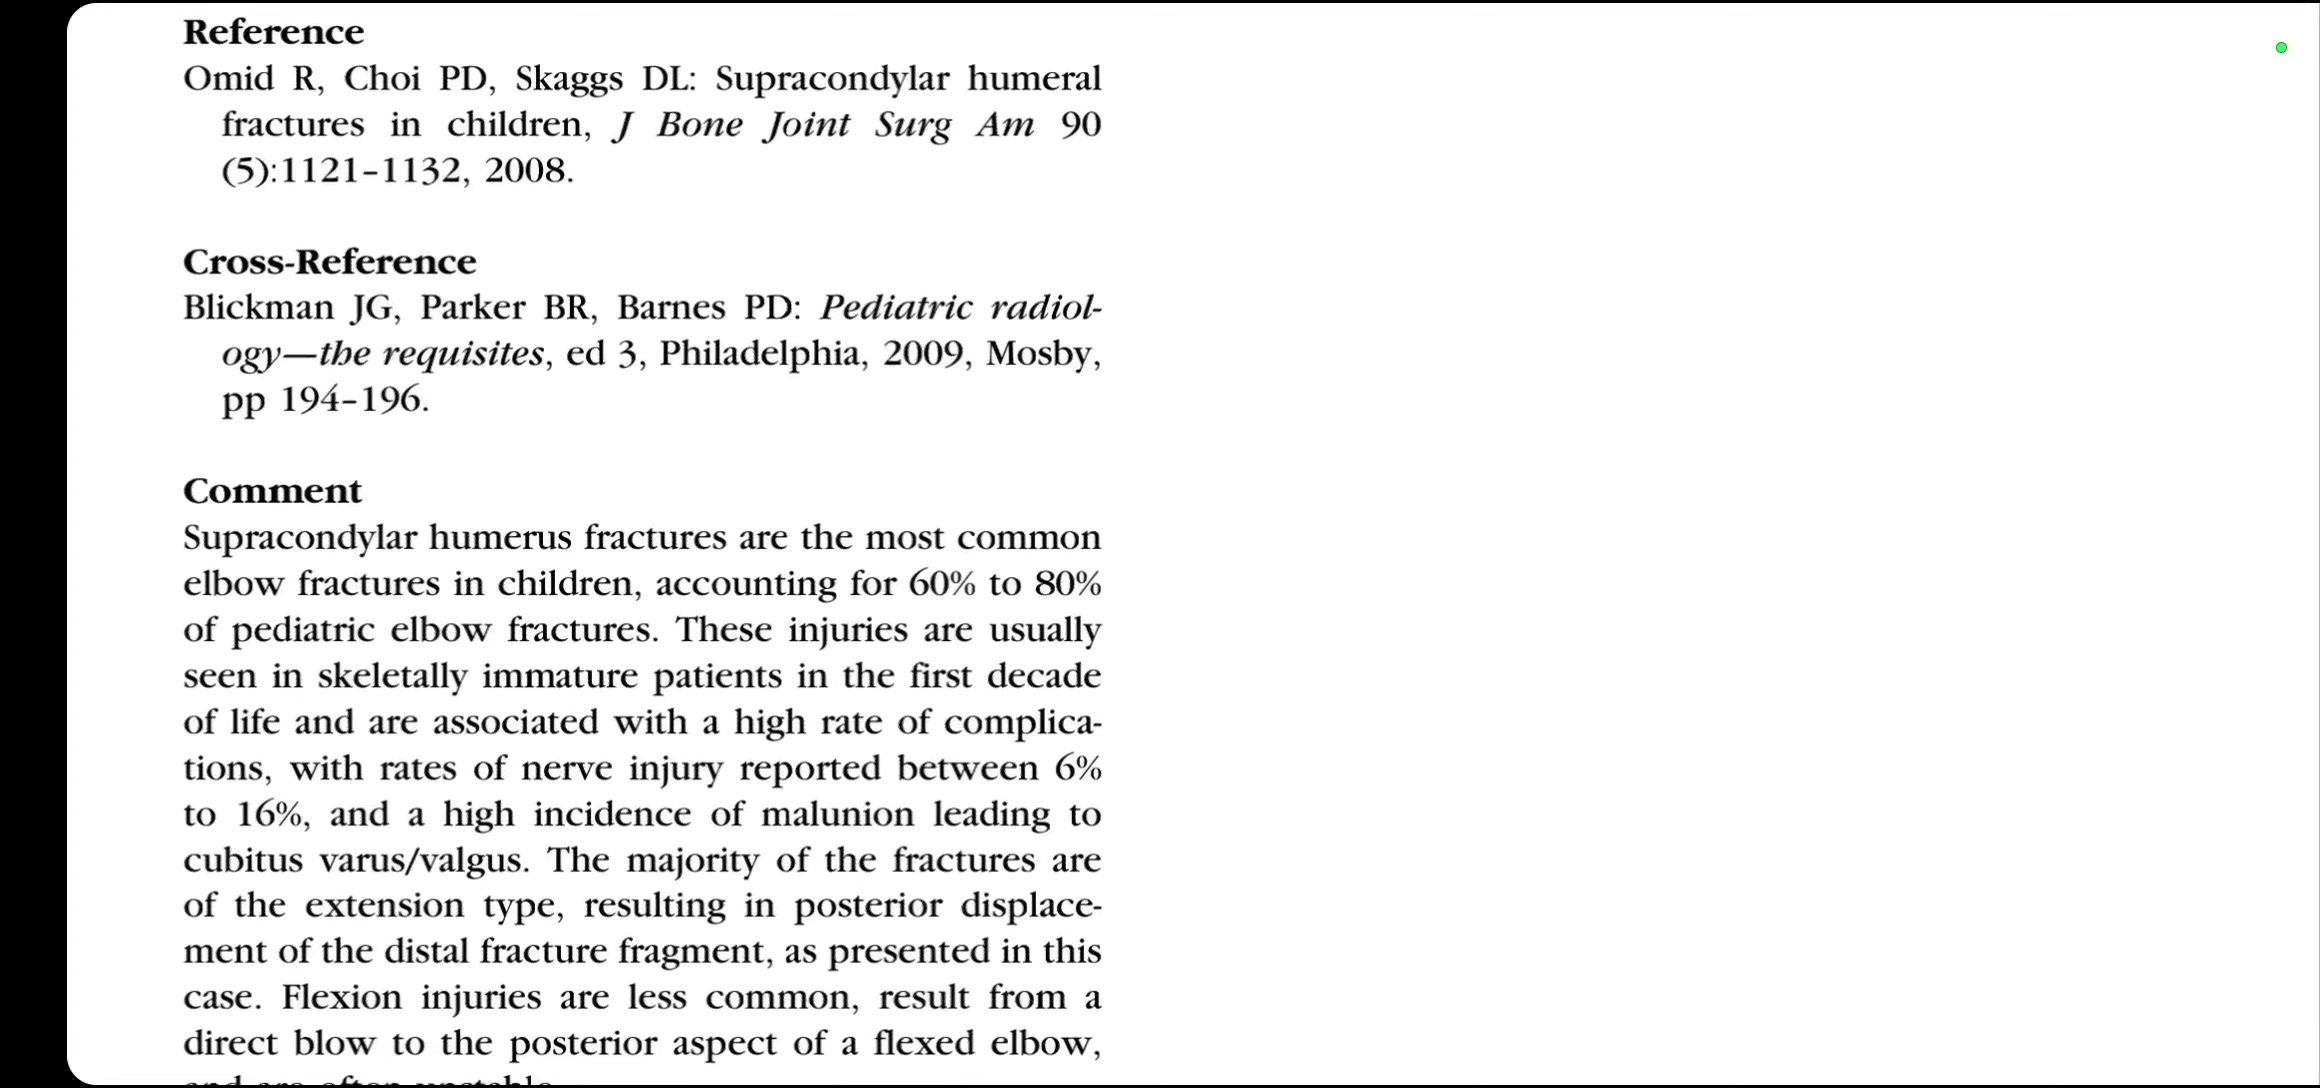 Reference
Omid R, Choi PD, Skaggs DL: Supracondylar humeral
fractures in children, J Bone Joint Surg Am 90
(5):1121–1132, 2008.
Cross-Reference
Blickman JG, Parker BR, Barnes PD: Pediatric radiol-
ogy—the requisites, ed 3, Philadelphia, 2009, Mosby,
pp 194–196.
Comment
Supracondylar humerus fractures are the most common
elbow fractures in children, accounting for 60% to 80%
of pediatric elbow fractures. These injuries are usually
seen in skeletally immature patients in the first decade
of life and are associated with a high rate of complica-
tions, with rates of nerve injury reported between 6%
to 16%, and a high incidence of malunion leading to
cubitus varus/valgus. The majority of the fractures are
of the extension type, resulting in posterior displace-
ment of the distal fracture fragment, as presented in this
case. Flexion injuries are less common, result from a
direct blow to the posterior aspect of a flexed elbow,